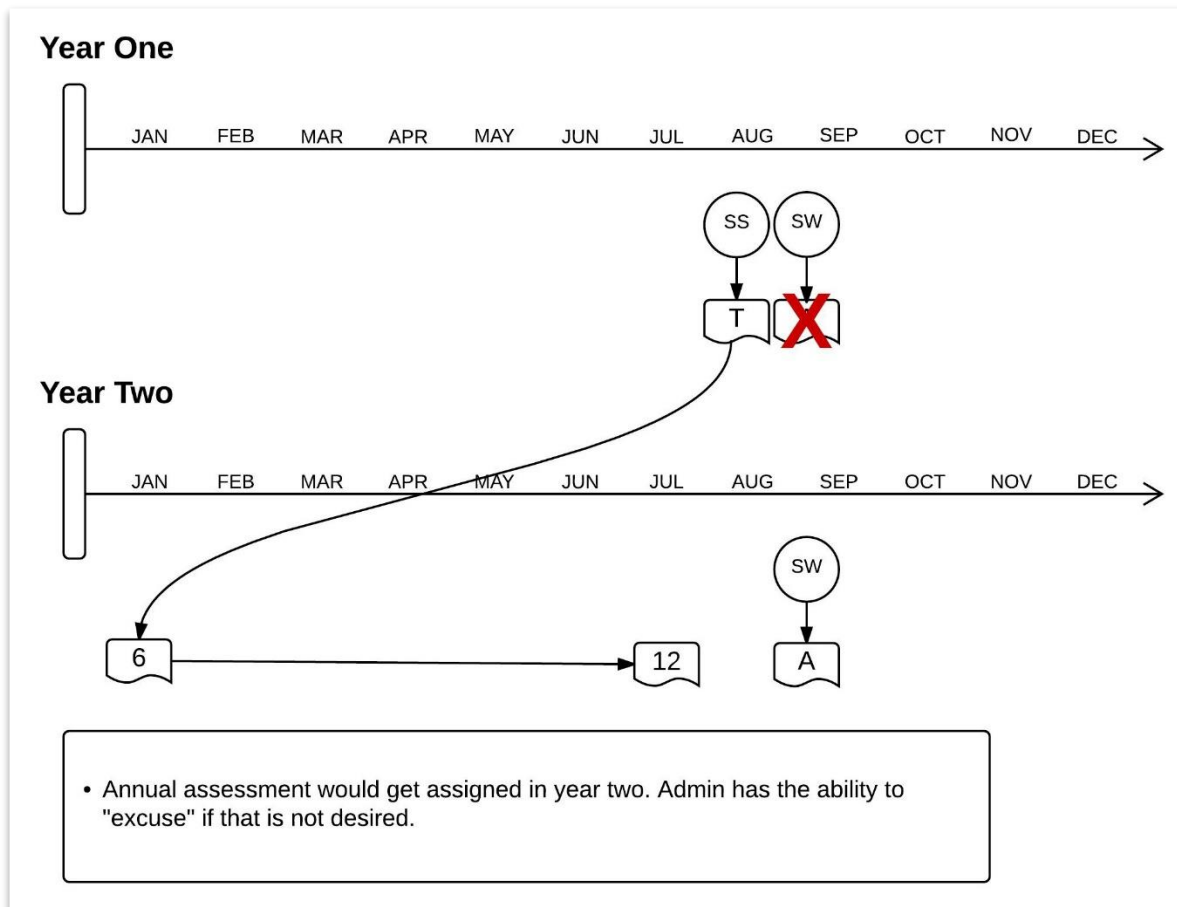 Year One
JAN FEB MAR APR MAY JUN JUL AUG SEP OCT NOV DEC
SS SW
T X
Year Two
JAN FEB MAR APR MAY JUN JUL AUG SEP OCT NOV DEC
SW
6 12 A
• Annual assessment would get assigned in year two. Admin has the ability to
"excuse" if that is not desired.